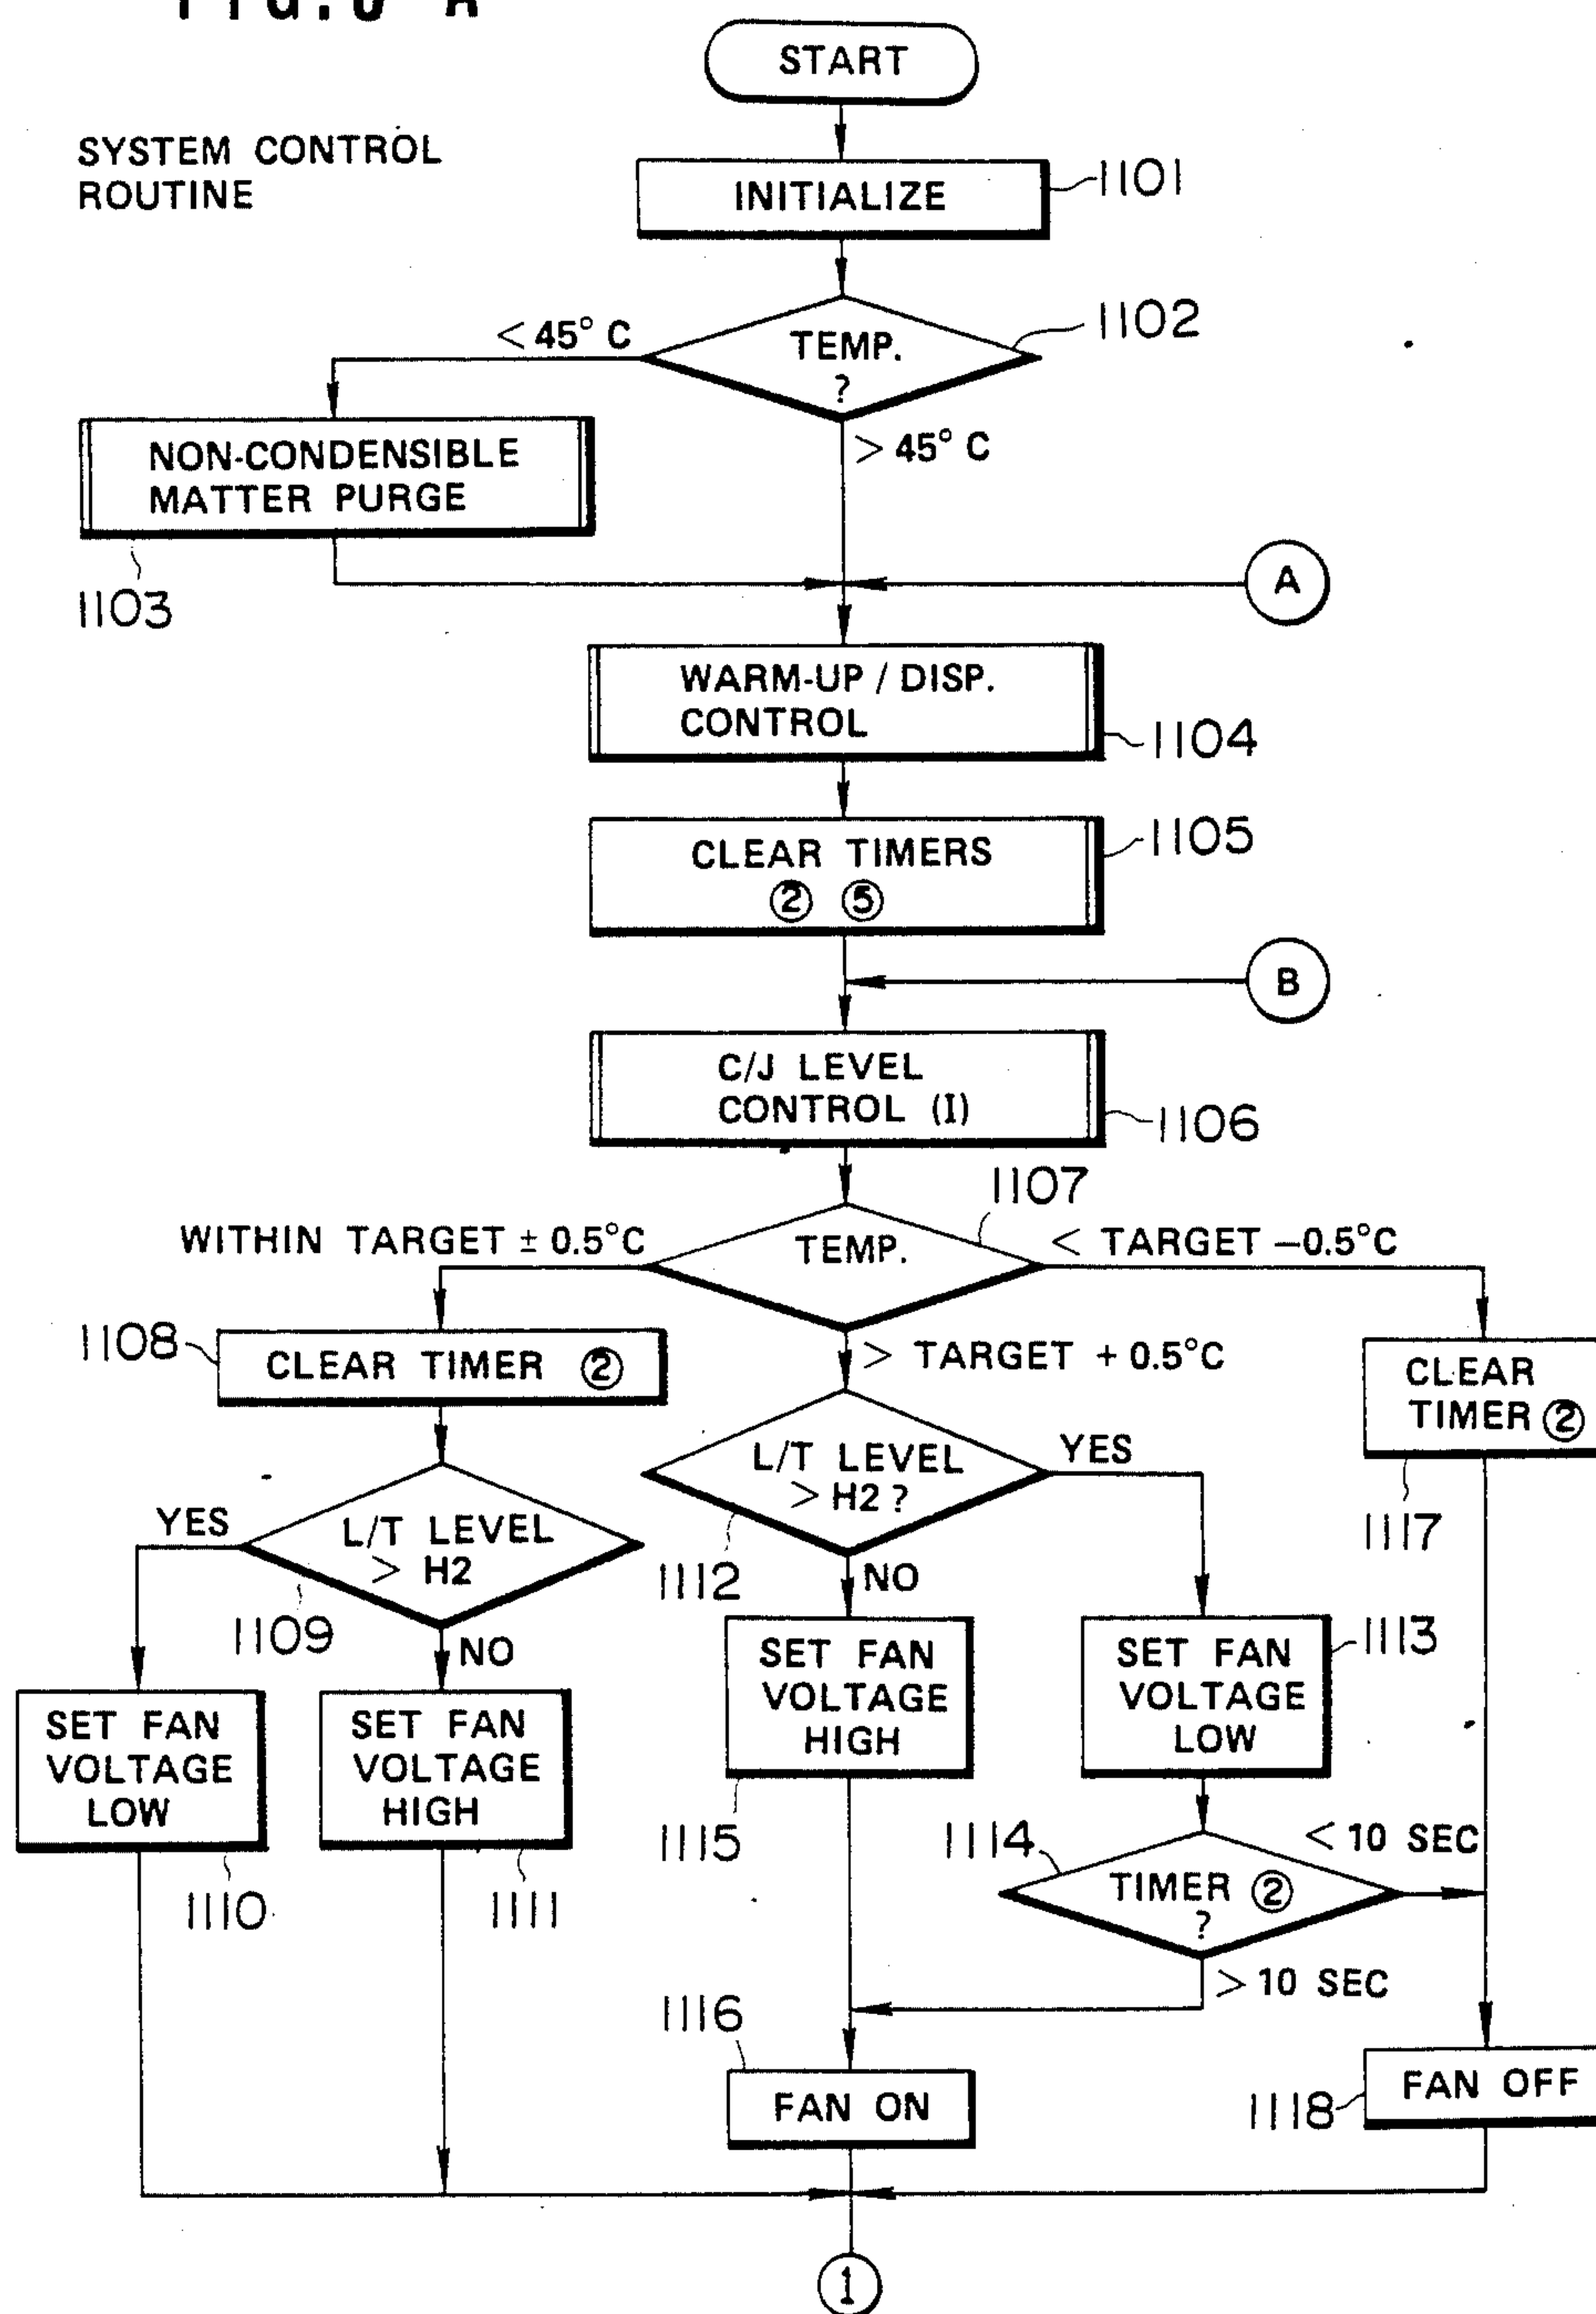 START
SYSTEM CONTROL
ROUTINE
INITIALIZE
1101
TEMP.
?
1102
< 45° C
> 45° C
NON-CONDENSIBLE
MATTER PURGE
1103
A
WARM-UP / DISP.
CONTROL
1104
CLEAR TIMERS
② ⑤
1105
B
C/J LEVEL
CONTROL (I)
1106
1107
WITHIN TARGET ± 0.5°C
TEMP.
< TARGET –0.5°C
> TARGET + 0.5°C
1108
CLEAR TIMER ②
CLEAR
TIMER ②
1117
L/T LEVEL
> H2 ?
1112
YES
NO
YES
L/T LEVEL
> H2
1109
NO
SET FAN
VOLTAGE
LOW
1110
SET FAN
VOLTAGE
HIGH
1111
SET FAN
VOLTAGE
HIGH
1115
SET FAN
VOLTAGE
LOW
1113
1114
TIMER ②
?
< 10 SEC
> 10 SEC
1116
FAN ON
FAN OFF
1118
1